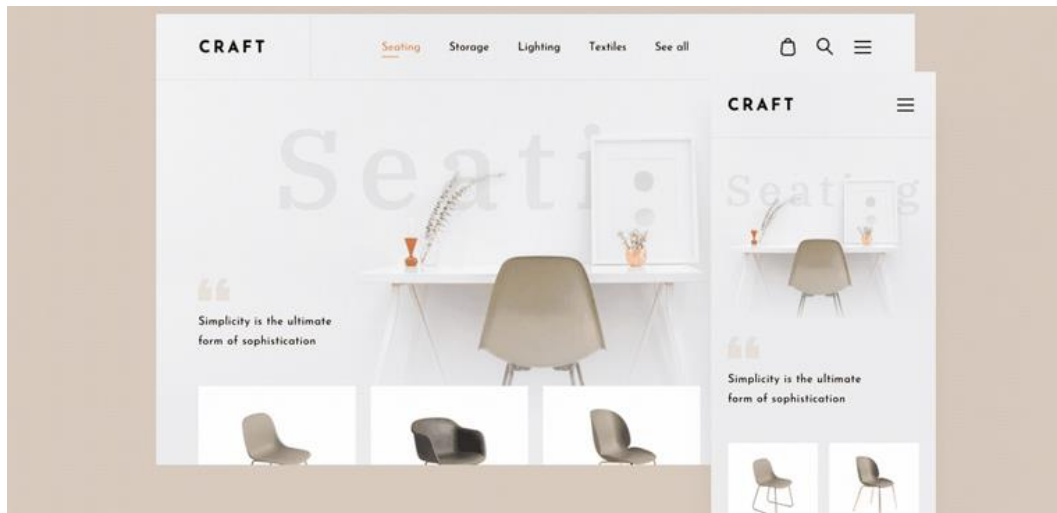 CRAFT
Seating Storage Lighting Textiles See all
Seati
“
Simplicity is the ultimate
form of sophistication
CRAFT
Seating
“
Simplicity is the ultimate
form of sophistication